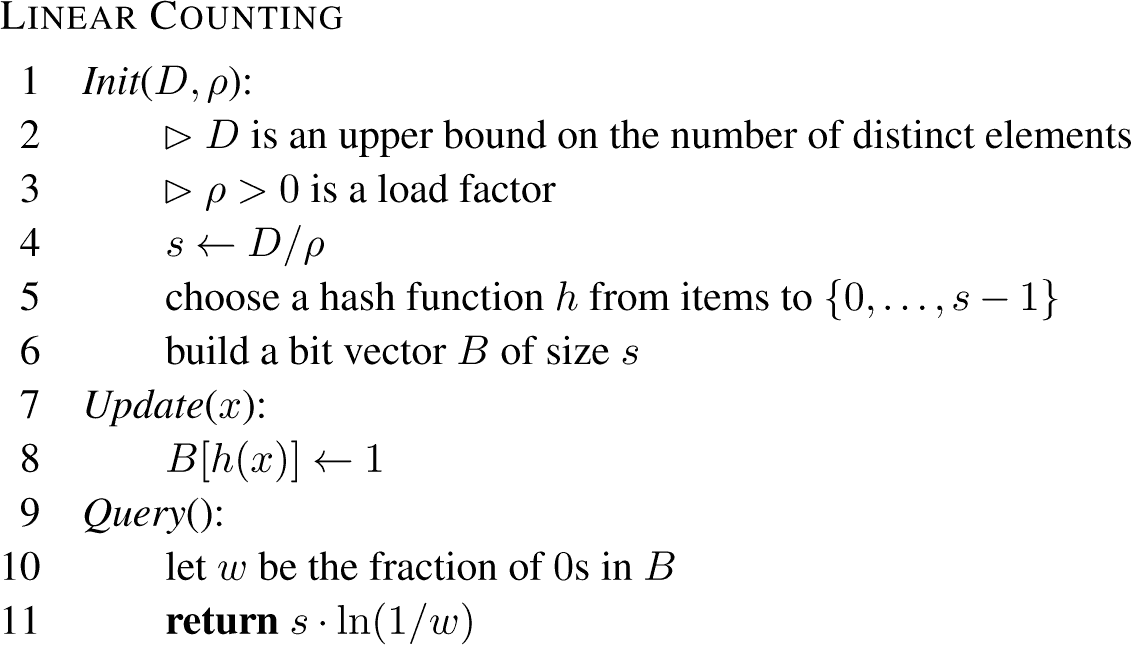 LINEAR COUNTING
1 Init(D, ρ):
2 ▷ D is an upper bound on the number of distinct elements
3 ▷ ρ > 0 is a load factor
4 s ← D/ρ
5 choose a hash function h from items to {0, . . . , s − 1}
6 build a bit vector B of size s
7 Update(x):
8 B[h(x)] ← 1
9 Query():
10 let w be the fraction of 0s in B
11 return s · ln(1/w)